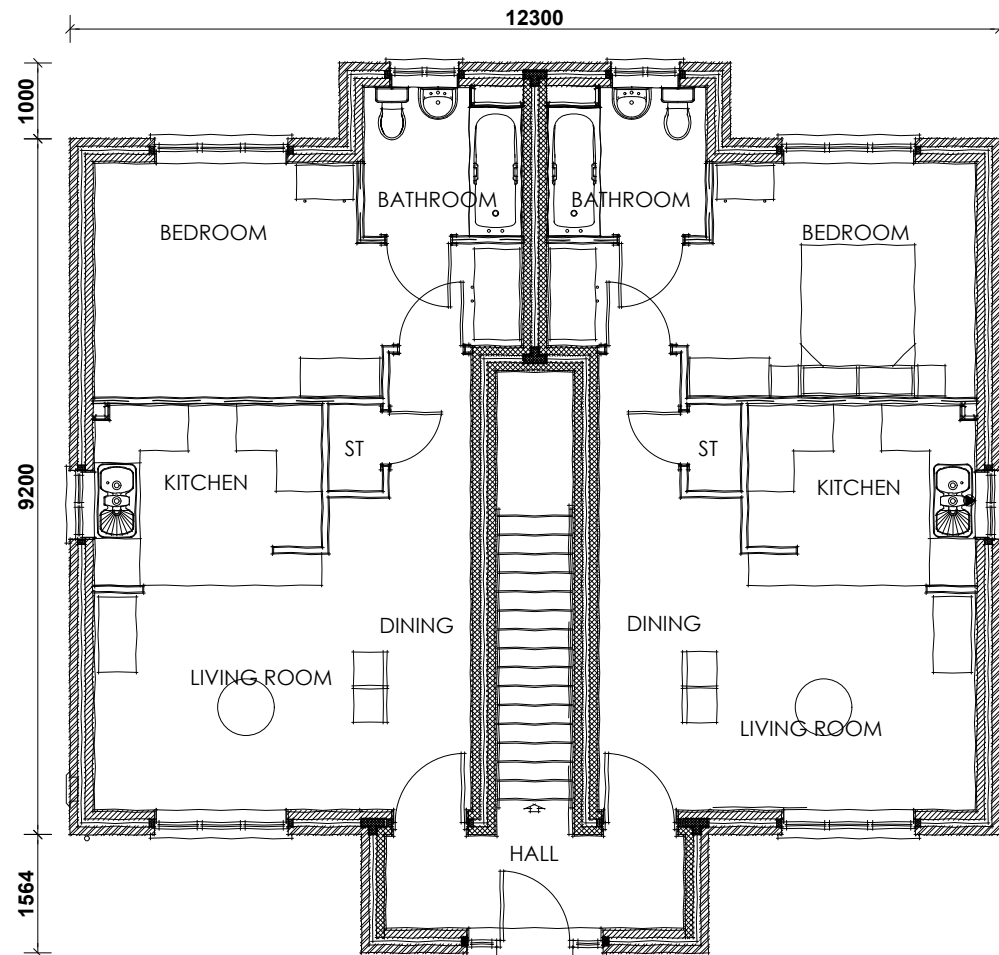 12300
1000
BATHROOM
BATHROOM
BEDROOM
BEDROOM
ST
ST
KITCHEN
KITCHEN
9200
DINING
DINING
LIVING ROOM
LIVING ROOM
HALL
1564